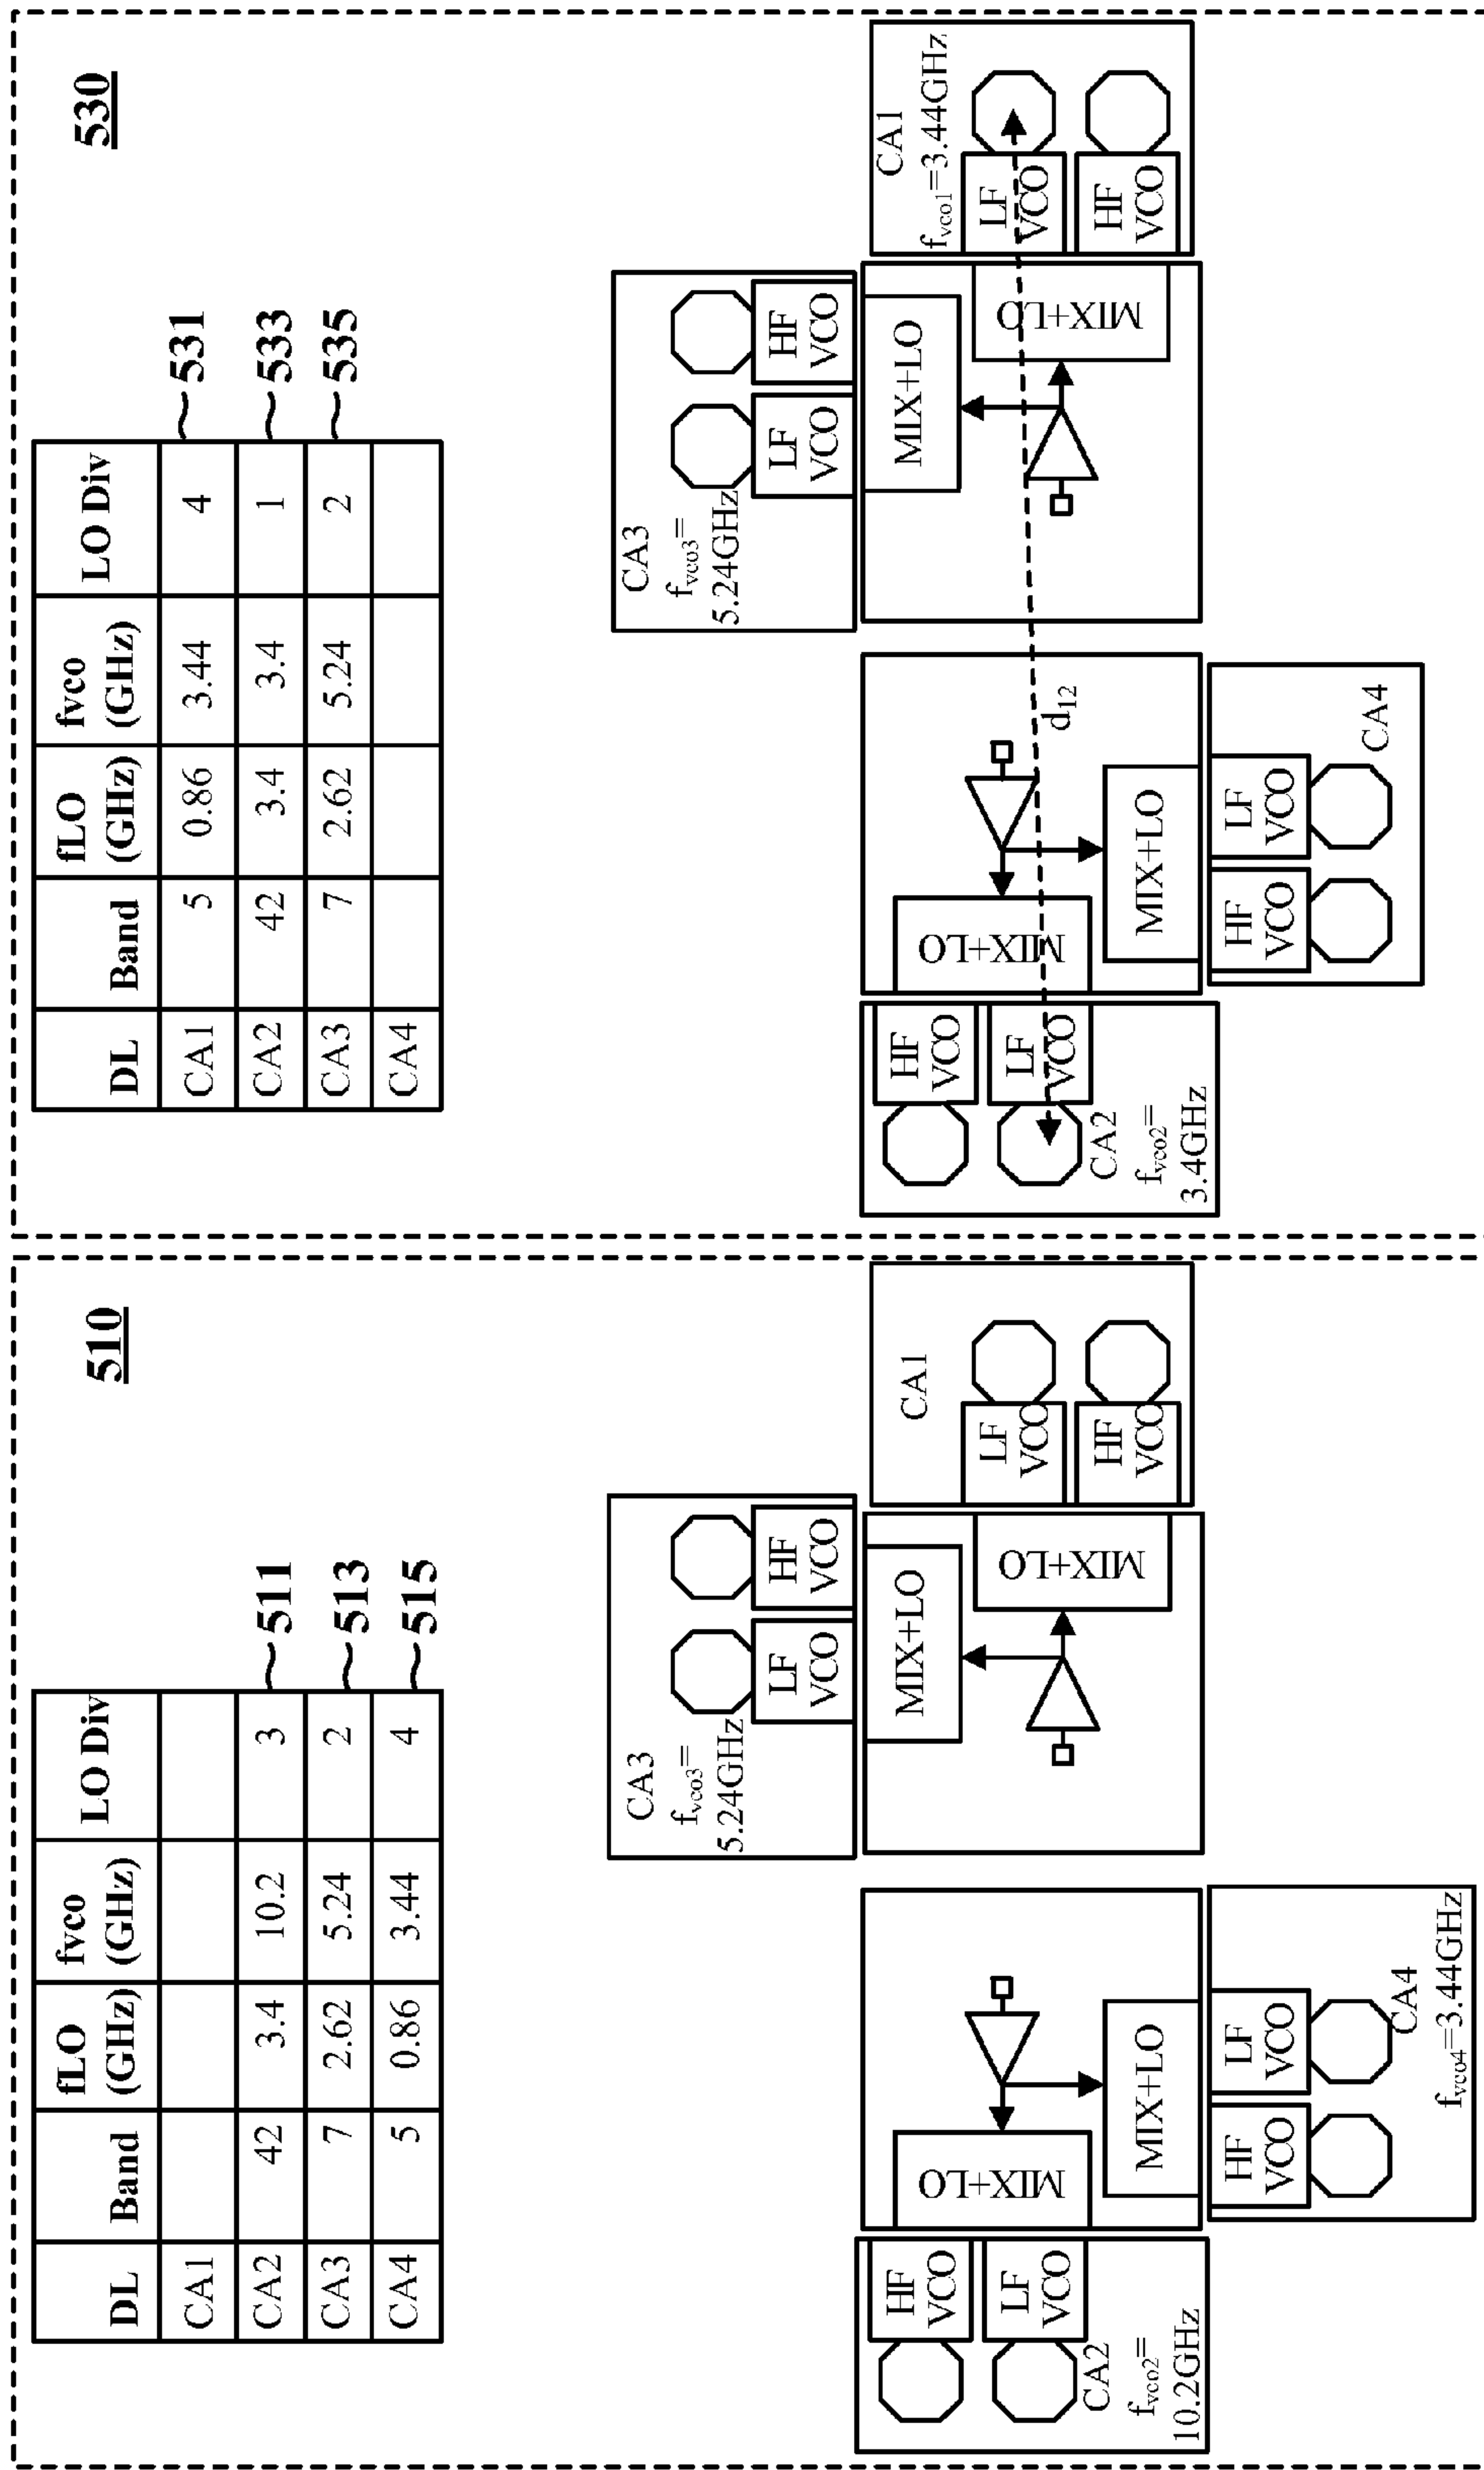 510
DL Band fLO (GHz) fvco (GHz) LO Div
CA1
CA2 42 3.4 10.2 3 511
CA3 7 2.62 5.24 2 513
CA4 5 0.86 3.44 4 515
CA3
fvco3=
5.24GHz
LF VCO
HF VCO
MIX+LO
MIX+LO
CA1
LF VCO
HF VCO
HF VCO
LF VCO
CA2
fvco2=
10.2GHz
MIX+LO
MIX+LO
HF VCO
LF VCO
CA4
fvco4=3.44GHz
530
DL Band fLO (GHz) fvco (GHz) LO Div
CA1 5 0.86 3.44 4 531
CA2 42 3.4 3.4 1 533
CA3 7 2.62 5.24 2 535
CA4
CA3
fvco3=
5.24GHz
LF VCO
HF VCO
MIX+LO
MIX+LO
CA1
fvco1=3.44GHz
LF VCO
HF VCO
HF VCO
LF VCO
CA2
fvco2=
3.4GHz
MIX+LO
MIX+LO
d12
HF VCO
LF VCO
CA4